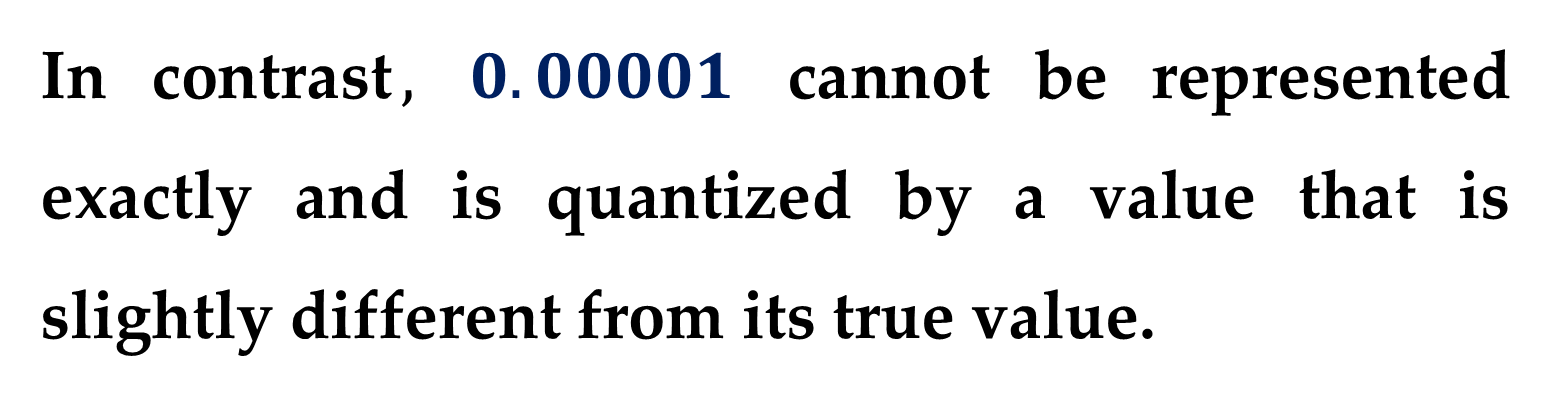 In contrast, 0.00001 cannot be represented
exactly and is quantized by a value that is
slightly different from its true value.